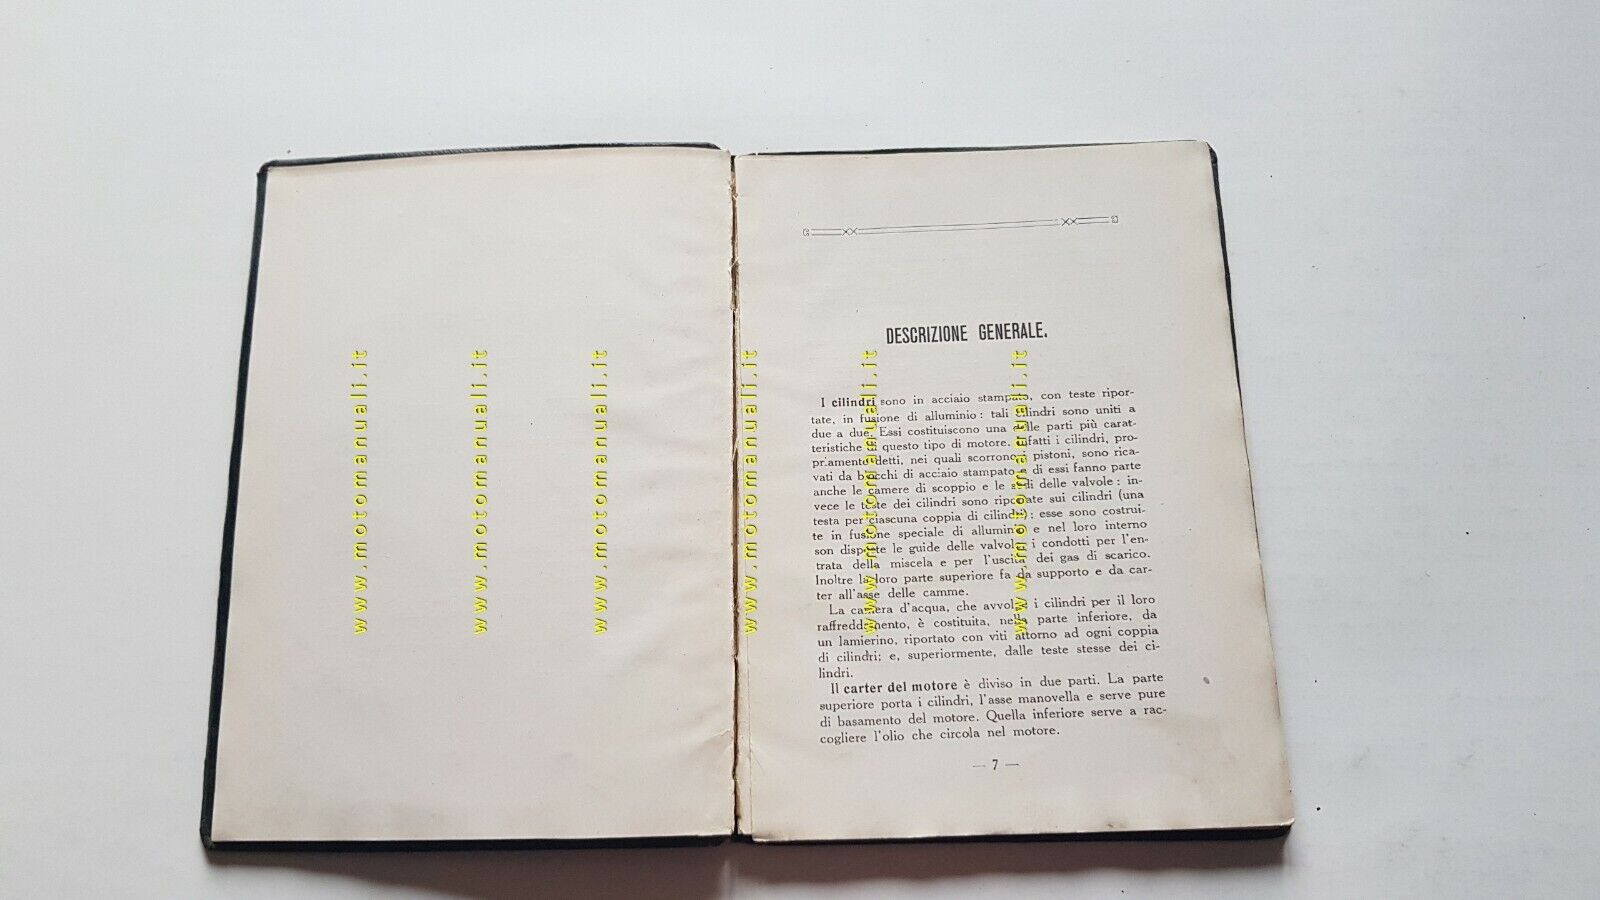 www.motomanuali.it
www.motomanuali.it
www.motomanuali.it
www.motomanuali.it
www.motomanuali.it
www.motomanuali.it
DESCRIZIONE GENERALE.
I cilindri sono in acciaio stampato, con teste ripor-
tate, in fusione di alluminio: tali cilindri sono uniti a
due a due. Essi costituiscono una delle parti più carat-
teristiche di questo tipo di motore. Infatti i cilindri, pro-
priamento detti, nei quali scorrono i pistoni, sono rica-
vati da blocchi di acciaio stampato e di essi fanno parte
anche le camere di scoppio e le sedi delle valvole: in-
vece le teste dei cilindri sono riportate sui cilindri (una
testa per ciascuna coppia di cilindri): esse sono costrui-
te in fusione speciale di alluminio e nel loro interno
son disposte le guide delle valvole, i condotti per l'en-
trata della miscela e per l'uscita dei gas di scarico.
Inoltre la loro parte superiore fa da supporto e da car-
ter all'asse delle camme.
La camera d'acqua, che avvolge i cilindri per il loro
raffreddamento, è costituita, nella parte inferiore, da
un lamierino, riportato con viti attorno ad ogni coppia
di cilindri; e, superiormente, dalle teste stesse dei ci-
lindri.
Il carter del motore è diviso in due parti. La parte
superiore porta i cilindri, l'asse manovella e serve pure
di basamento del motore. Quella inferiore serve a rac-
cogliere l'olio che circola nel motore.
— 7 —